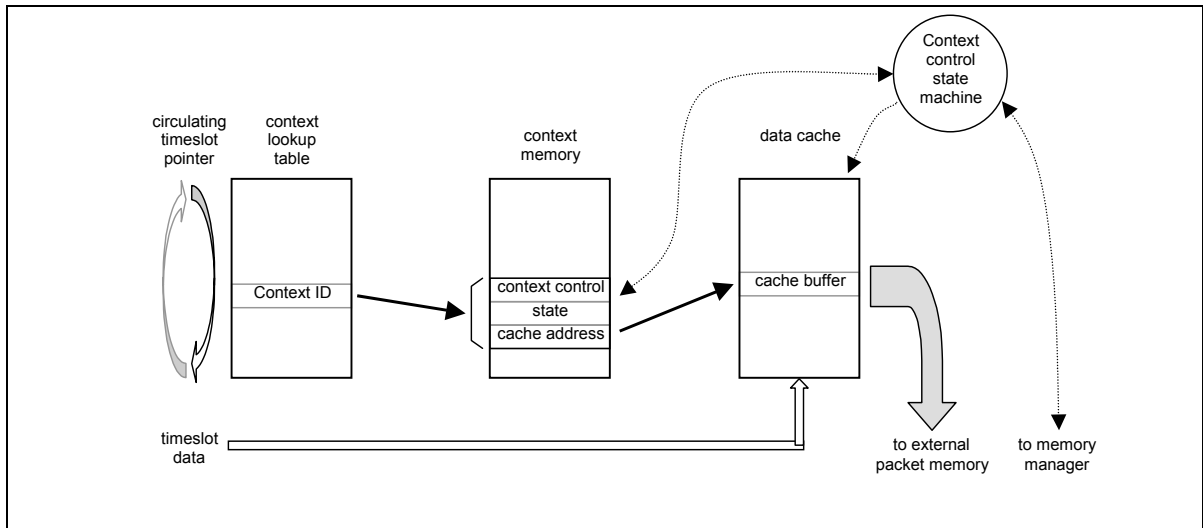 Context
control
state
machine
circulating
timeslot
pointer
context
lookup
table
context
memory
data cache
Context ID
context control
state
cache address
cache buffer
timeslot
data
to external
packet memory
to memory
manager